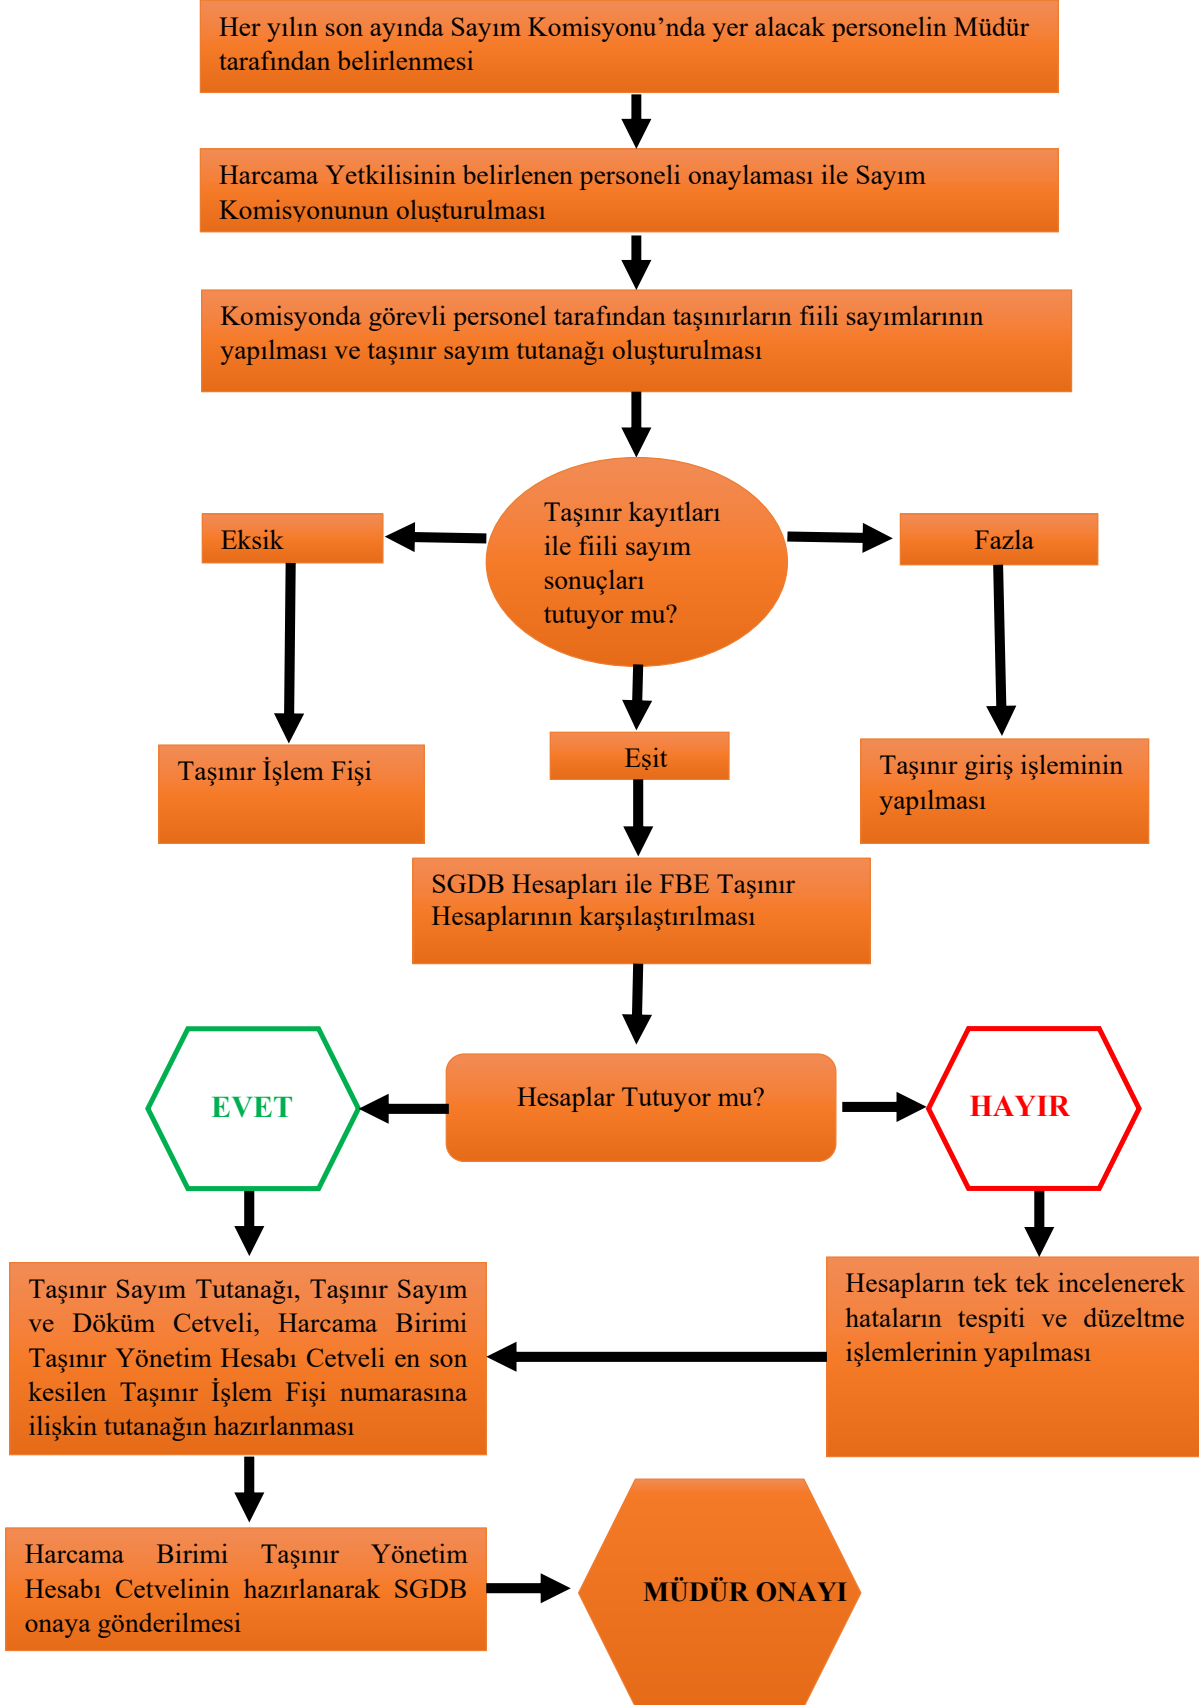 Her yılın son ayında Sayım Komisyonu’nda yer alacak personelin Müdür
tarafından belirlenmesi
Harcama Yetkilisinin belirlenen personeli onaylaması ile Sayım
Komisyonunun oluşturulması
Komisyonda görevli personel tarafından taşınırların fiili sayımlarının
yapılması ve taşınır sayım tutanağı oluşturulması
Taşınır kayıtları
ile fiili sayım
sonuçları
tutuyor mu?
Eksik
Fazla
Taşınır İşlem Fişi
Eşit
Taşınır giriş işleminin
yapılması
SGDB Hesapları ile FBE Taşınır
Hesaplarının karşılaştırılması
Hesaplar Tutuyor mu?
EVET
HAYIR
Taşınır Sayım Tutanağı, Taşınır Sayım
ve Döküm Cetveli, Harcama Birimi
Taşınır Yönetim Hesabı Cetveli en son
kesilen Taşınır İşlem Fişi numarasına
ilişkin tutanağın hazırlanması
Hesapların tek tek incelenerek
hataların tespiti ve düzeltme
işlemlerinin yapılması
Harcama Birimi Taşınır Yönetim
Hesabı Cetvelinin hazırlanarak SGDB
onaya gönderilmesi
MÜDÜR ONAYI